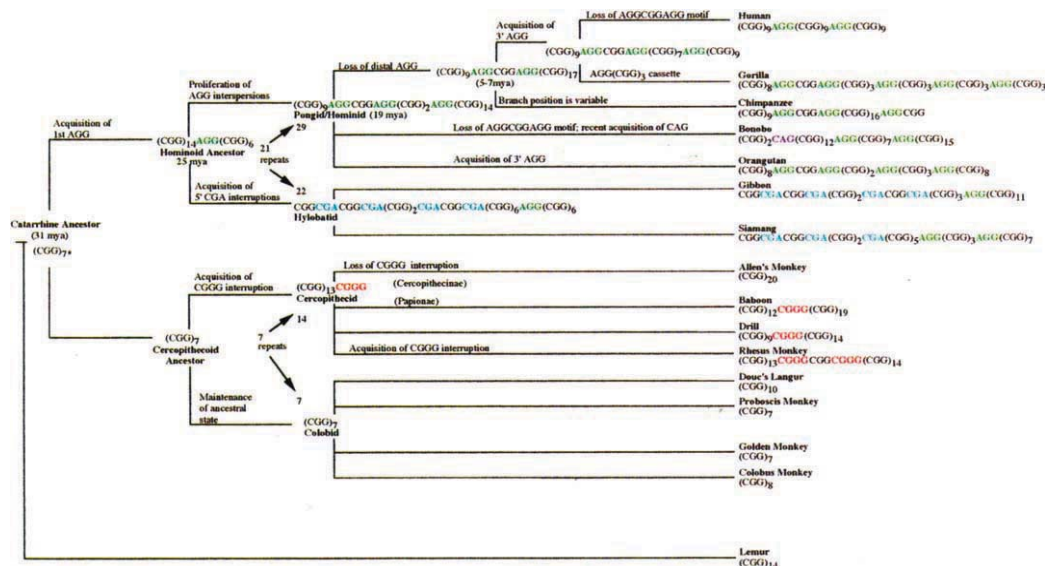 Loss of AGGCGGAGG motif
Human
(CGG)9AGG(CGG)9AGG(CGG)9
Acquisition of
3' AGG
(CGG)9AGGCGGAGG(CGG)7AGG(CGG)9
Loss of distal AGG
(CGG)9AGGCGGAGG(CGG)17
(5-7mya)
AGG(CGG)3 cassette
Gorilla
(CGG)8AGGCGGAGG(CGG)3AGG(CGG)3AGG(CGG)3AGG(CGG)3
Proliferation of
AGG interspersions
(CGG)9AGGCGGAGG(CGG)2AGG(CGG)14
Pongid/Hominid (19 mya)
Branch position is variable
Chimpanzee
(CGG)9AGGCGGAGG(CGG)16AGGCGG
Acquisition of
1st AGG
29
Loss of AGGCGGAGG motif; recent acquisition of CAG
Bonobo
(CGG)2CAG(CGG)12AGG(CGG)7AGG(CGG)15
(CGG)14AGG(CGG)6
Hominoid Ancestor
25 mya
21
repeats
Acquisition of 3' AGG
Orangutan
(CGG)8AGGCGGAGG(CGG)2AGG(CGG)3AGG(CGG)8
Acquisition of
5' CGA interruptions
22
Gibbon
CGGCGACGGCGA(CGG)2CGACGGCGA(CGG)3AGG(CGG)11
CGGCGACGGCGA(CGG)2CGACGGCGA(CGG)6AGG(CGG)6
Hylobatid
Catarrhine Ancestor
(31 mya)
(CGG)7*
Siamang
CGGCGACGGCGA(CGG)2CGA(CGG)5AGG(CGG)3AGG(CGG)7
Acquisition of
CGGG interruption
Loss of CGGG interruption
Allen's Monkey
(CGG)20
(CGG)13CGGG
Cercopithecid
(Cercopithecinae)
(Papionae)
Baboon
(CGG)12CGGG(CGG)19
14
(CGG)7
Cercopithecoid
Ancestor
7
repeats
Drill
(CGG)9CGGG(CGG)14
Acquisition of CGGG interruption
Rhesus Monkey
(CGG)13CGGGCGGCGGG(CGG)14
Maintenance
of ancestral
state
7
Douc's Langur
(CGG)10
Proboscis Monkey
(CGG)7
(CGG)7
Colobid
Golden Monkey
(CGG)7
Colobus Monkey
(CGG)8
Lemur
(CGG)14